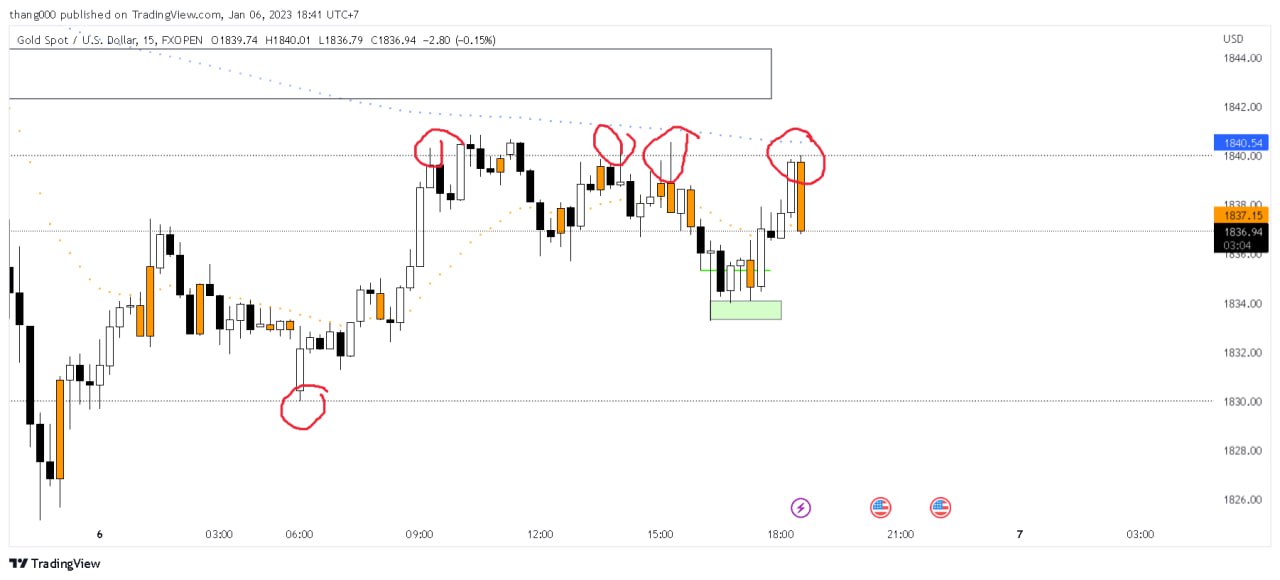 thang000 published on TradingView.com, Jan 06, 2023 18:41 UTC+7
Gold Spot / U.S. Dollar, 15, FXOPEN O1839.74 H1840.01 L1836.79 C1836.94 −2.80 (−0.15%)
USD
1844.00
1842.00
1840.54
1840.00
1838.00
1837.15
1836.94
03:04
1836.00
1834.00
1832.00
1830.00
1828.00
1826.00
6 03:00 06:00 09:00 12:00 15:00 18:00 21:00 7 03:00
TradingView